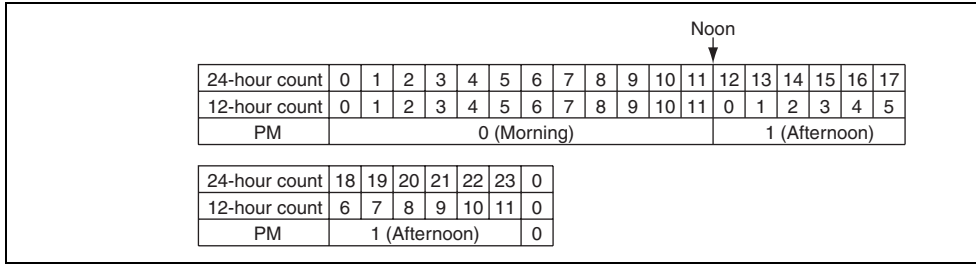 Noon
24-hour count 0 1 2 3 4 5 6 7 8 9 10 11 12 13 14 15 16 17
12-hour count 0 1 2 3 4 5 6 7 8 9 10 11 0 1 2 3 4 5
PM 0 (Morning) 1 (Afternoon)
24-hour count 18 19 20 21 22 23 0
12-hour count 6 7 8 9 10 11 0
PM 1 (Afternoon) 0